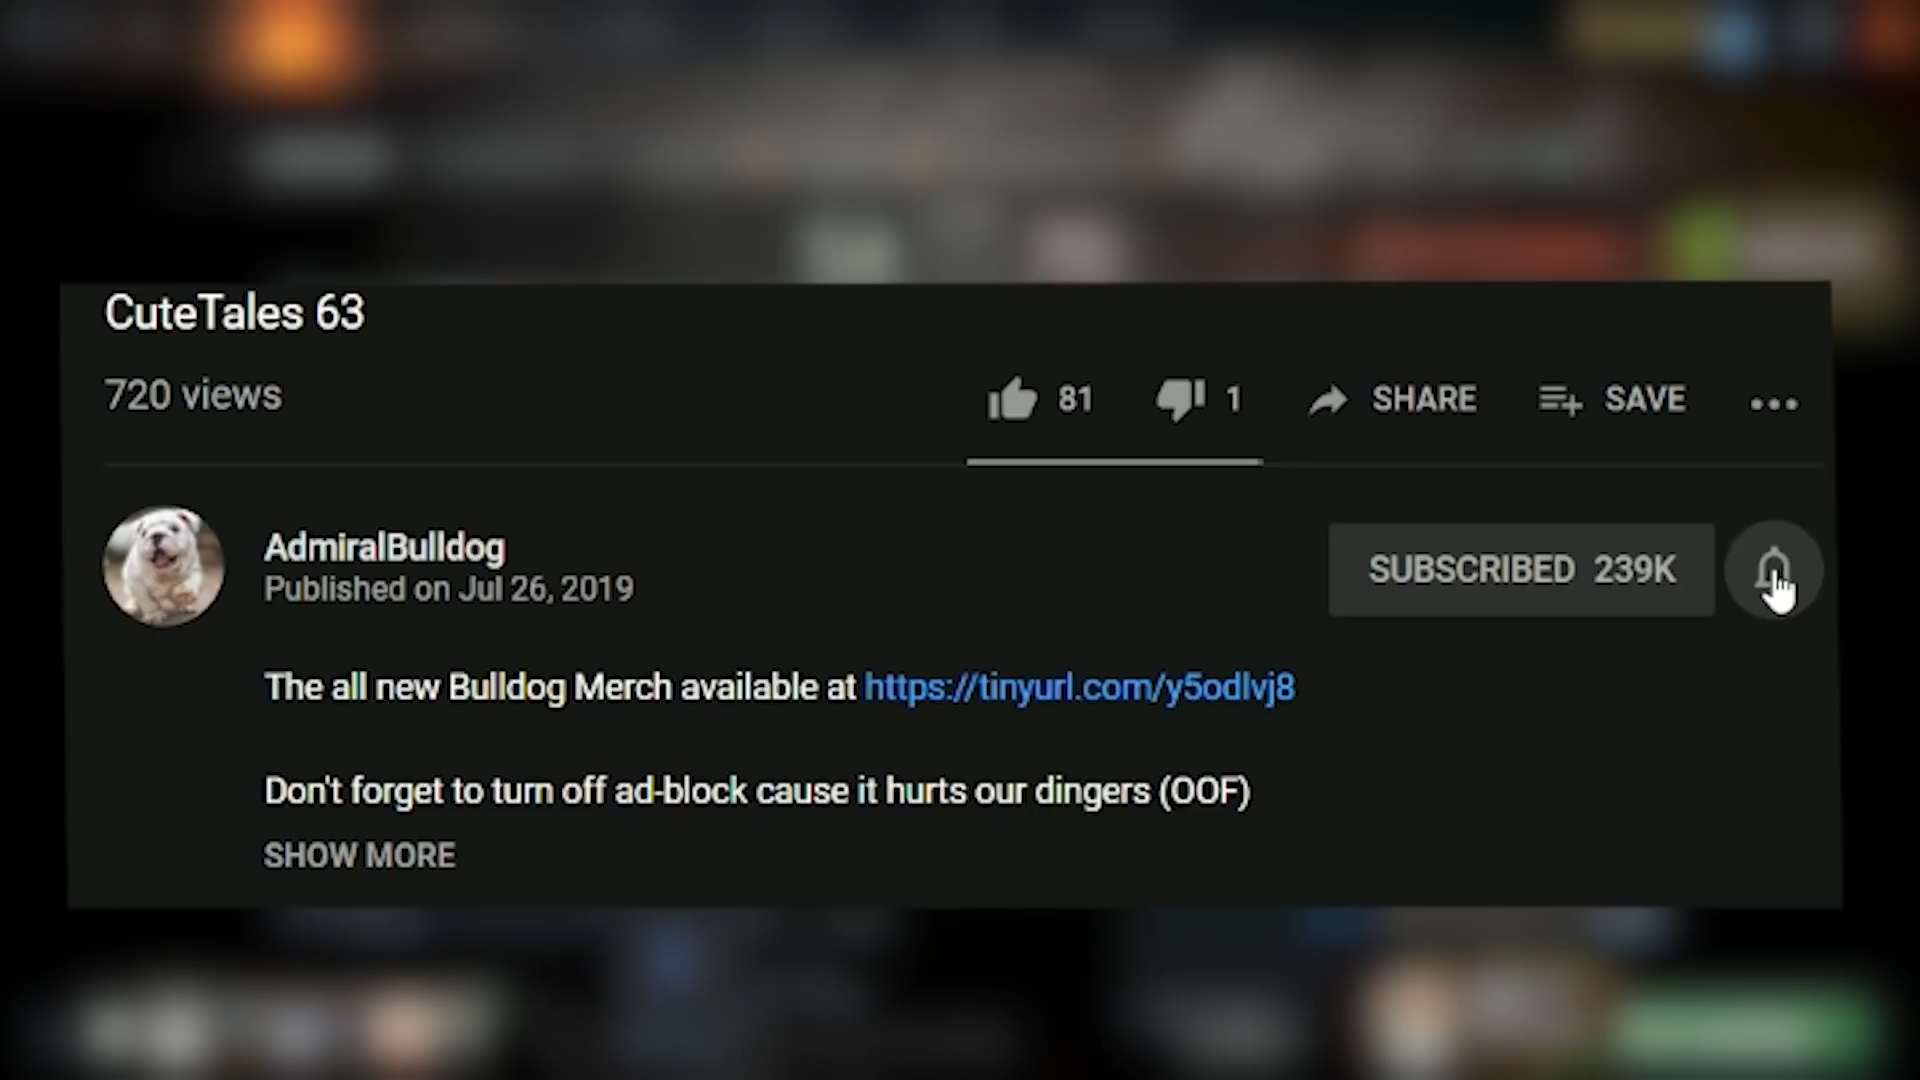 CuteTales 63
720 views
81
1
SHARE
SAVE
AdmiralBulldog
Published on Jul 26, 2019
SUBSCRIBED 239K
The all new Bulldog Merch available at https://tinyurl.com/y5odlvj8
Don't forget to turn off ad-block cause it hurts our dingers (OOF)
SHOW MORE